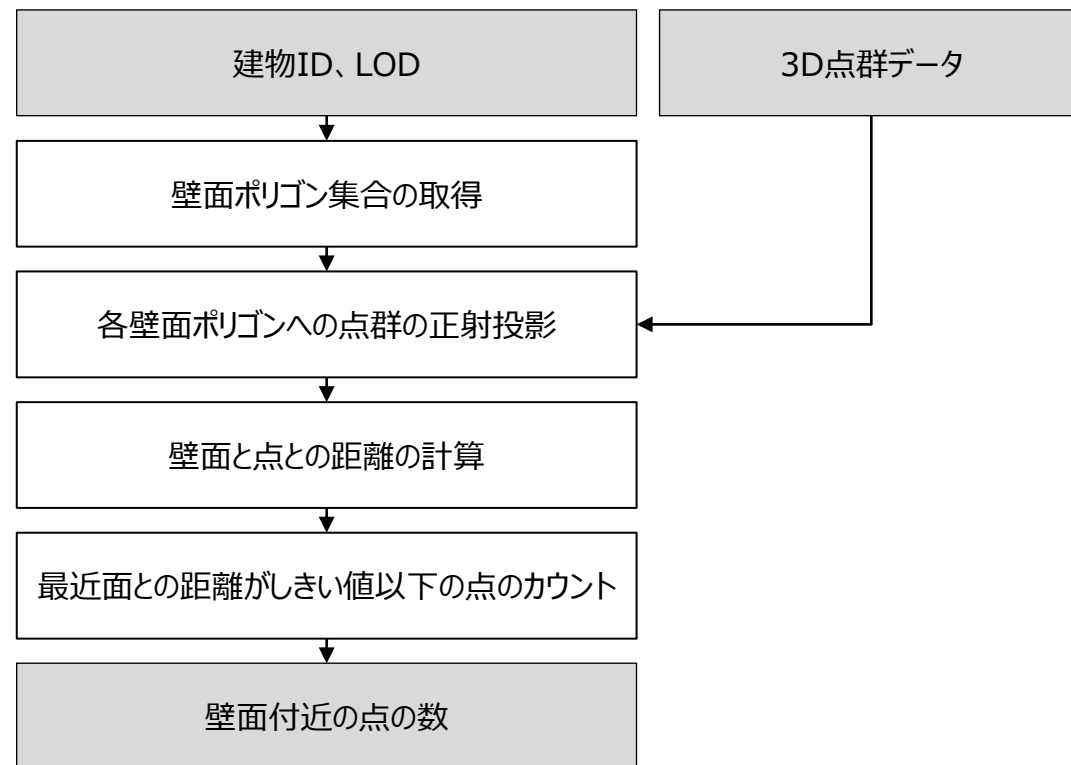 建物ID、LOD
3D点群データ
壁面ポリゴン集合の取得
各壁面ポリゴンへの点群の正射投影
壁面と点との距離の計算
最近面との距離がしきい値以下の点のカウント
壁面付近の点の数